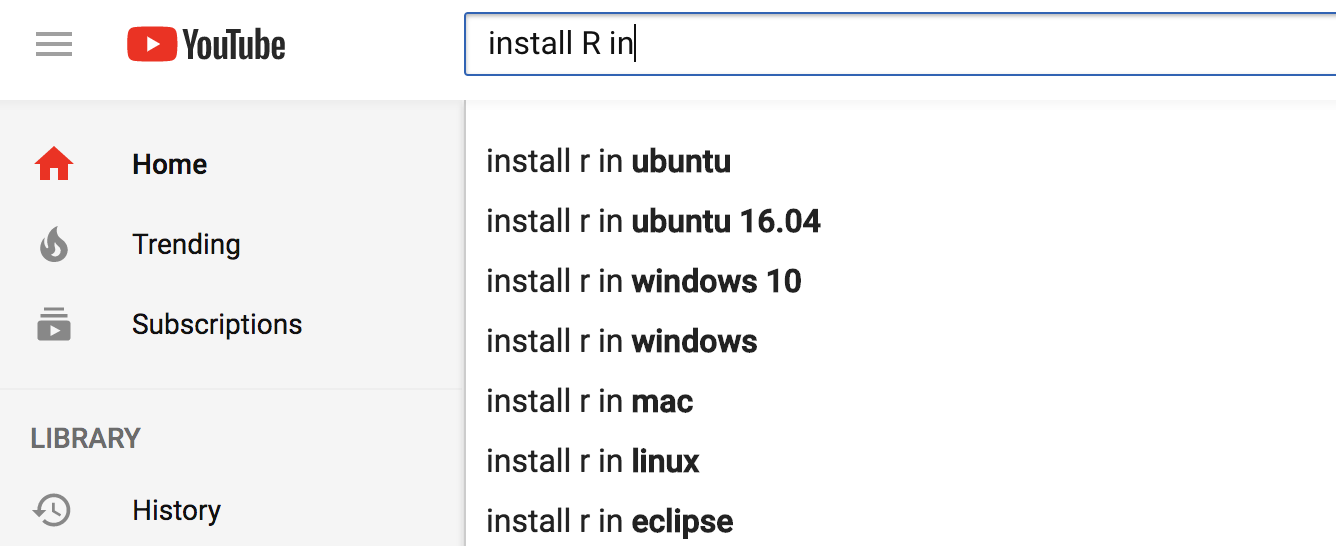 YouTube
install R in
Home
Trending
Subscriptions
LIBRARY
History
install r in ubuntu
install r in ubuntu 16.04
install r in windows 10
install r in windows
install r in mac
install r in linux
install r in eclipse